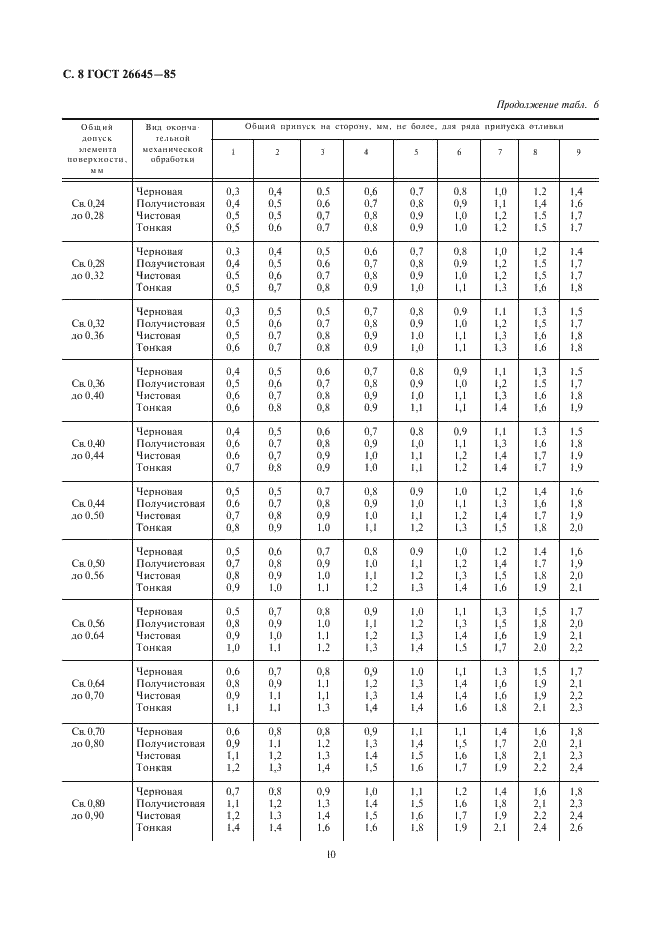 С. 8 ГОСТ 26645—85
Продолжение табл. 6
Общий допуск элемента поверхности, мм
Вид окончательной механической обработки
Общий припуск на сторону, мм, не более, для ряда припуска отливки
1 2 3 4 5 6 7 8 9
Св. 0,24 до 0,28
Черновая 0,3 0,4 0,5 0,6 0,7 0,8 1,0 1,2 1,4
Получистовая 0,4 0,5 0,6 0,7 0,8 0,9 1,1 1,4 1,6
Чистовая 0,5 0,5 0,7 0,8 0,9 1,0 1,2 1,5 1,7
Тонкая 0,5 0,6 0,7 0,8 0,9 1,0 1,2 1,5 1,7
Св. 0,28 до 0,32
Черновая 0,3 0,4 0,5 0,6 0,7 0,8 1,0 1,2 1,4
Получистовая 0,4 0,5 0,6 0,7 0,8 0,9 1,2 1,5 1,7
Чистовая 0,5 0,6 0,7 0,8 0,9 1,0 1,2 1,5 1,7
Тонкая 0,5 0,7 0,8 0,9 1,0 1,1 1,3 1,6 1,8
Св. 0,32 до 0,36
Черновая 0,3 0,5 0,5 0,7 0,8 0,9 1,1 1,3 1,5
Получистовая 0,5 0,6 0,7 0,8 0,9 1,0 1,2 1,5 1,7
Чистовая 0,5 0,7 0,8 0,9 1,0 1,1 1,3 1,6 1,8
Тонкая 0,6 0,7 0,8 0,9 1,0 1,1 1,3 1,6 1,8
Св. 0,36 до 0,40
Черновая 0,4 0,5 0,6 0,7 0,8 0,9 1,1 1,3 1,5
Получистовая 0,5 0,6 0,7 0,8 0,9 1,0 1,2 1,5 1,7
Чистовая 0,6 0,7 0,8 0,9 1,0 1,1 1,3 1,6 1,8
Тонкая 0,6 0,8 0,8 0,9 1,1 1,1 1,4 1,6 1,9
Св. 0,40 до 0,44
Черновая 0,4 0,5 0,6 0,7 0,8 0,9 1,1 1,3 1,5
Получистовая 0,6 0,7 0,8 0,9 1,0 1,1 1,3 1,6 1,8
Чистовая 0,6 0,7 0,9 1,0 1,1 1,2 1,4 1,7 1,9
Тонкая 0,7 0,8 0,9 1,0 1,1 1,2 1,4 1,7 1,9
Св. 0,44 до 0,50
Черновая 0,5 0,5 0,7 0,8 0,9 1,0 1,2 1,4 1,6
Получистовая 0,6 0,7 0,8 0,9 1,0 1,1 1,3 1,6 1,8
Чистовая 0,7 0,8 0,9 1,0 1,1 1,2 1,4 1,7 1,9
Тонкая 0,8 0,9 1,0 1,1 1,2 1,3 1,5 1,8 2,0
Св. 0,50 до 0,56
Черновая 0,5 0,6 0,7 0,8 0,9 1,0 1,2 1,4 1,6
Получистовая 0,7 0,8 0,9 1,0 1,1 1,2 1,4 1,7 1,9
Чистовая 0,8 0,9 1,0 1,1 1,2 1,3 1,5 1,8 2,0
Тонкая 0,9 1,0 1,1 1,2 1,3 1,4 1,6 1,9 2,1
Св. 0,56 до 0,64
Черновая 0,5 0,7 0,8 0,9 1,0 1,1 1,3 1,5 1,7
Получистовая 0,8 0,9 1,0 1,1 1,2 1,3 1,5 1,8 2,0
Чистовая 0,9 1,0 1,1 1,2 1,3 1,4 1,6 1,9 2,1
Тонкая 1,0 1,1 1,2 1,3 1,4 1,5 1,7 2,0 2,2
Св. 0,64 до 0,70
Черновая 0,6 0,7 0,8 0,9 1,0 1,1 1,3 1,5 1,7
Получистовая 0,8 0,9 1,1 1,2 1,3 1,4 1,6 1,9 2,1
Чистовая 0,9 1,1 1,1 1,3 1,4 1,4 1,6 1,9 2,2
Тонкая 1,1 1,1 1,3 1,4 1,4 1,6 1,8 2,1 2,3
Св. 0,70 до 0,80
Черновая 0,6 0,8 0,8 0,9 1,1 1,1 1,4 1,6 1,8
Получистовая 0,9 1,1 1,2 1,3 1,4 1,5 1,7 2,0 2,1
Чистовая 1,1 1,2 1,3 1,4 1,5 1,6 1,8 2,1 2,3
Тонкая 1,2 1,3 1,4 1,5 1,6 1,7 1,9 2,2 2,4
Св. 0,80 до 0,90
Черновая 0,7 0,8 0,9 1,0 1,1 1,2 1,4 1,6 1,8
Получистовая 1,1 1,2 1,3 1,4 1,5 1,6 1,8 2,1 2,3
Чистовая 1,2 1,3 1,4 1,5 1,6 1,7 1,9 2,2 2,4
Тонкая 1,4 1,4 1,6 1,6 1,8 1,9 2,1 2,4 2,6
10